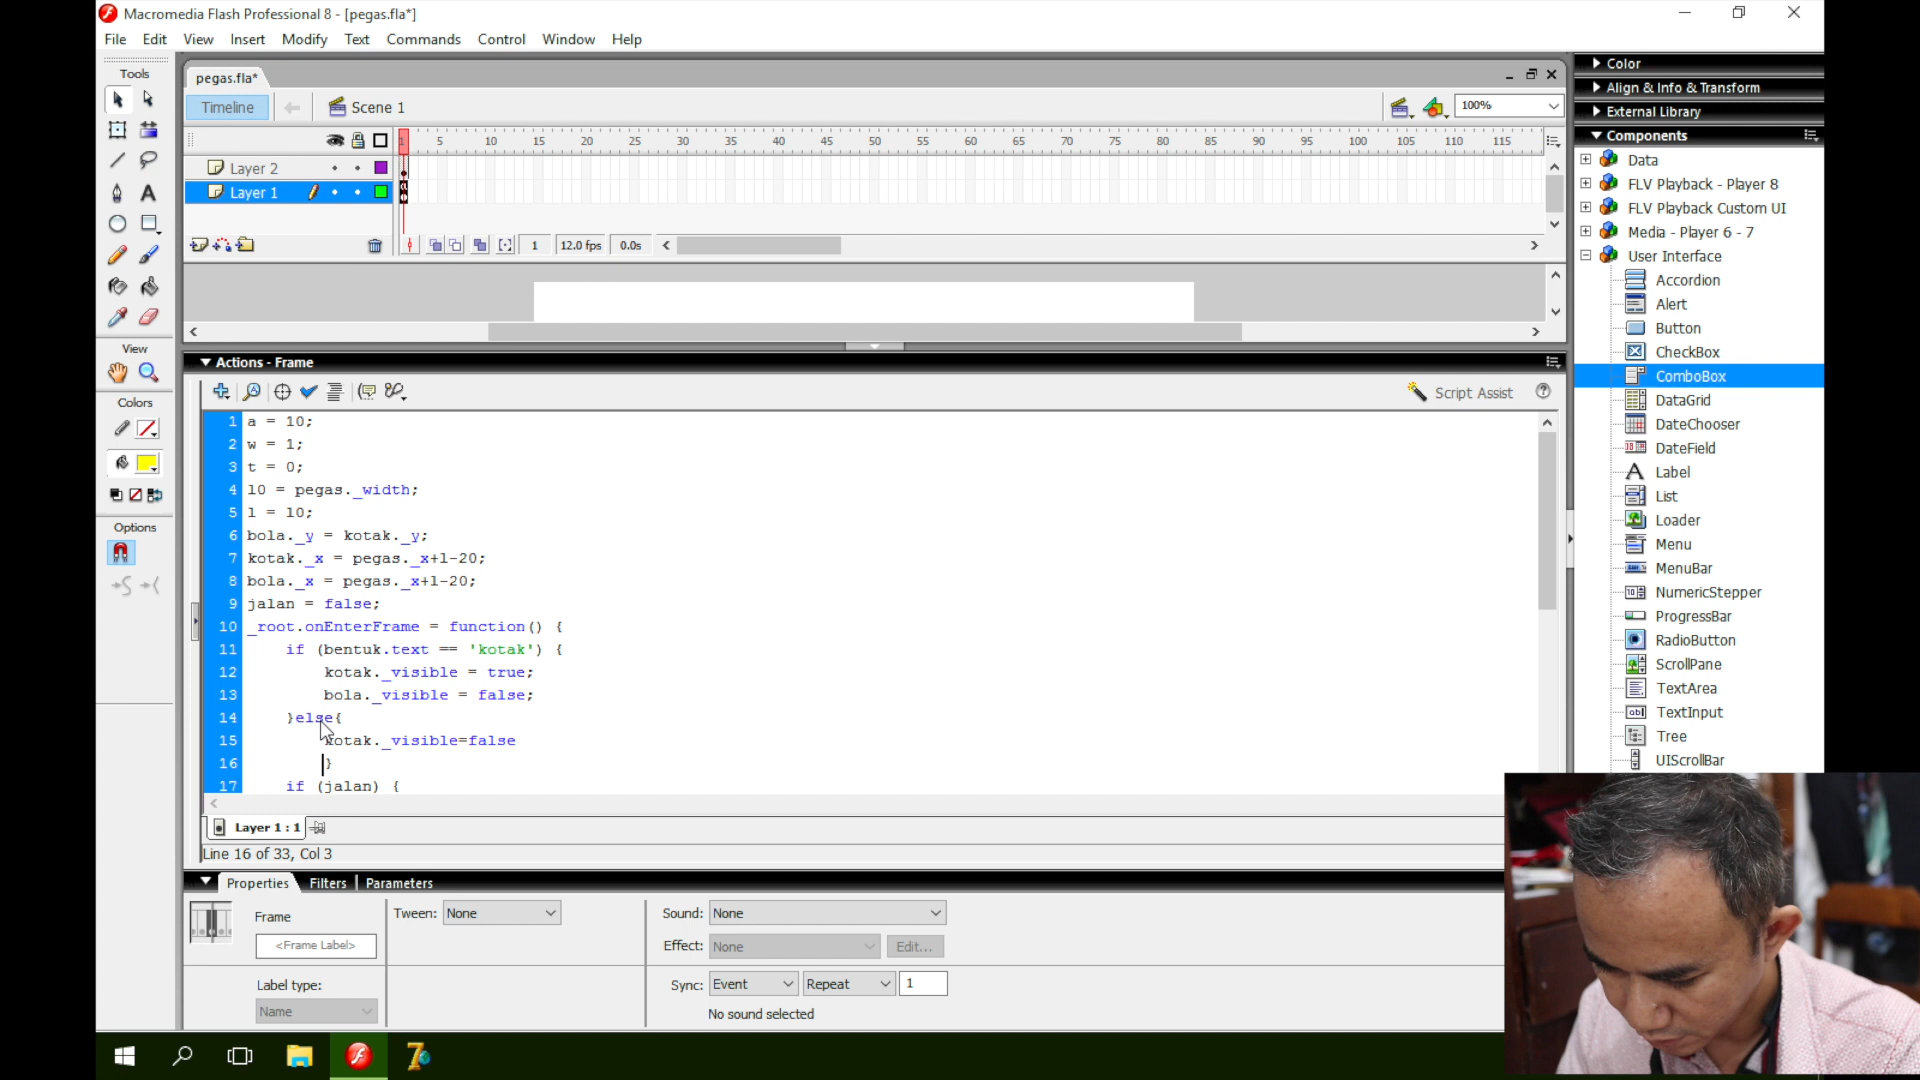 Macromedia Flash Professional 8 - [pegas.fla*]
File Edit View Insert Modify Text Commands Control Window Help
Tools
pegas.fla*
Timeline
Scene 1
100%
1 5 10 15 20 25 30 35 40 45 50 55 60 65 70 75 80 85 90 95 100 105 110 115
Layer 2
Layer 1
1 12.0 fps 0.0s
View
Colors
Options
Actions - Frame
Script Assist
1 a = 10;
2 w = 1;
3 t = 0;
4 l0 = pegas._width;
5 l = l0;
6 bola._y = kotak._y;
7 kotak._x = pegas._x+l-20;
8 bola._x = pegas._x+l-20;
9 jalan = false;
10 _root.onEnterFrame = function() {
11 if (bentuk.text == 'kotak') {
12 kotak._visible = true;
13 bola._visible = false;
14 }else{
15 kotak._visible=false
16 }
17 if (jalan) {
Layer 1 : 1
Line 16 of 33, Col 3
Properties Filters Parameters
Frame
<Frame Label>
Label type:
Name
Tween: None
Sound: None
Effect: None Edit...
Sync: Event Repeat 1
No sound selected
Color
Align & Info & Transform
External Library
Components
Data
FLV Playback - Player 8
FLV Playback Custom UI
Media - Player 6 - 7
User Interface
Accordion
Alert
Button
CheckBox
ComboBox
DataGrid
DateChooser
DateField
Label
List
Loader
Menu
MenuBar
NumericStepper
ProgressBar
RadioButton
ScrollPane
TextArea
TextInput
Tree
UIScrollBar